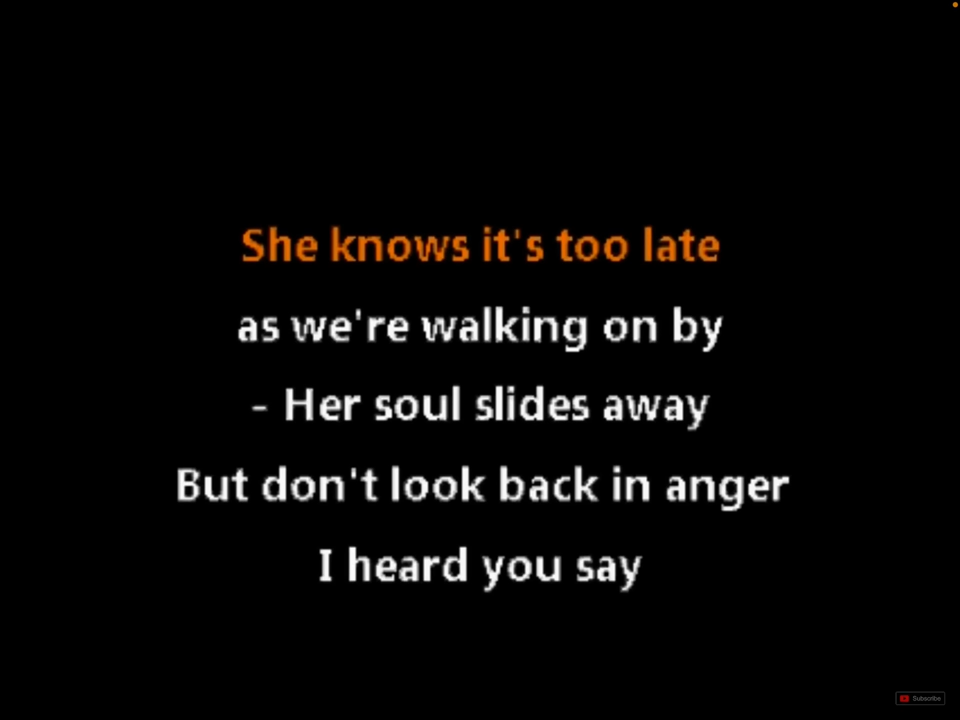 She knows it's too late
as we're walking on by
- Her soul slides away
But don't look back in anger
I heard you say
Subscribe